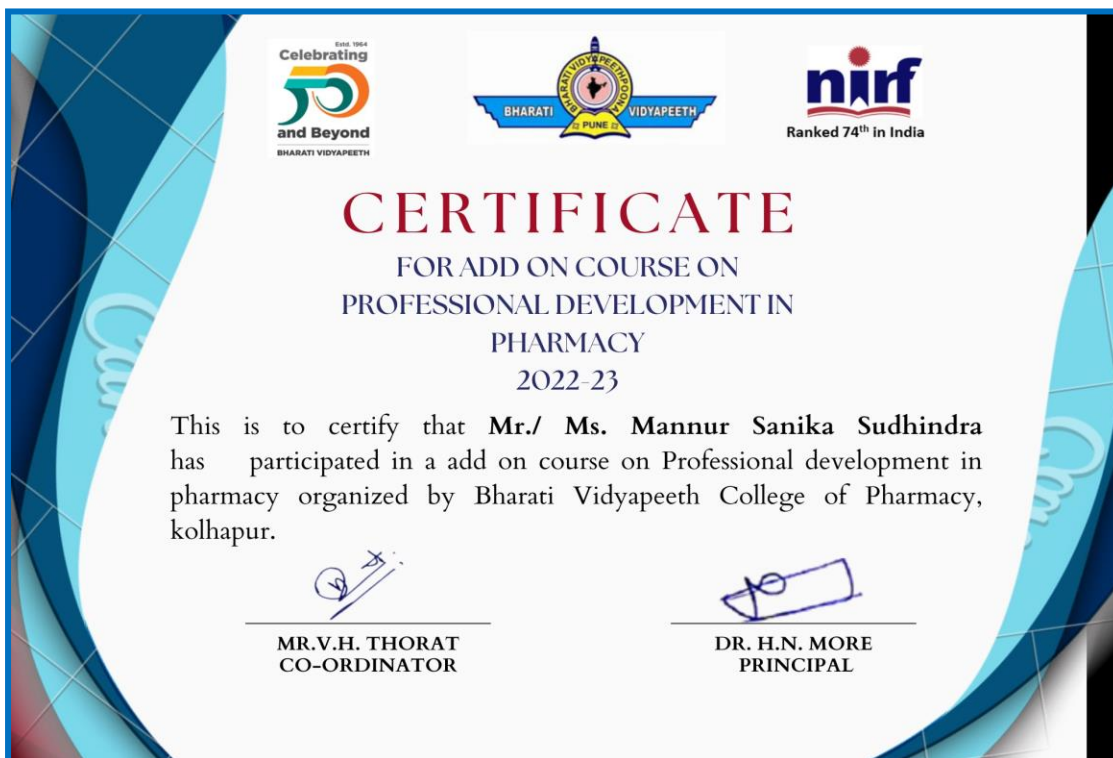 Estd. 1964
Celebrating
50
and Beyond
BHARATI VIDYAPEETH
BHARATI VIDYAPEETH POONA
BHARATI VIDYAPEETH
PUNE
nirf
Ranked 74th in India
CERTIFICATE
FOR ADD ON COURSE ON
PROFESSIONAL DEVELOPMENT IN
PHARMACY
2022-23
This is to certify that Mr./ Ms. Mannur Sanika Sudhindra
has participated in a add on course on Professional development in
pharmacy organized by Bharati Vidyapeeth College of Pharmacy,
kolhapur.
MR.V.H. THORAT
CO-ORDINATOR
DR. H.N. MORE
PRINCIPAL